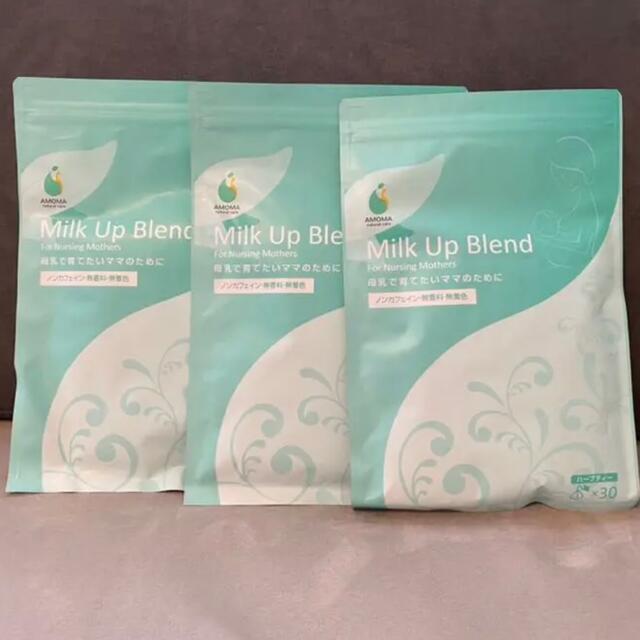 AMOMA
natural care
Milk Up Blend
For Nursing Mothers
母乳で育てたいママのために
ノンカフェイン・無香料・無着色
AMOMA
natural care
Milk Up Ble
For Nursing Mothers
母乳で育てたいママのために
ノンカフェイン・無香料・無着色
AMOMA
natural care
Milk Up Blend
For Nursing Mothers
母乳で育てたいママのために
ノンカフェイン・無香料・無着色
ハーブティー
×30